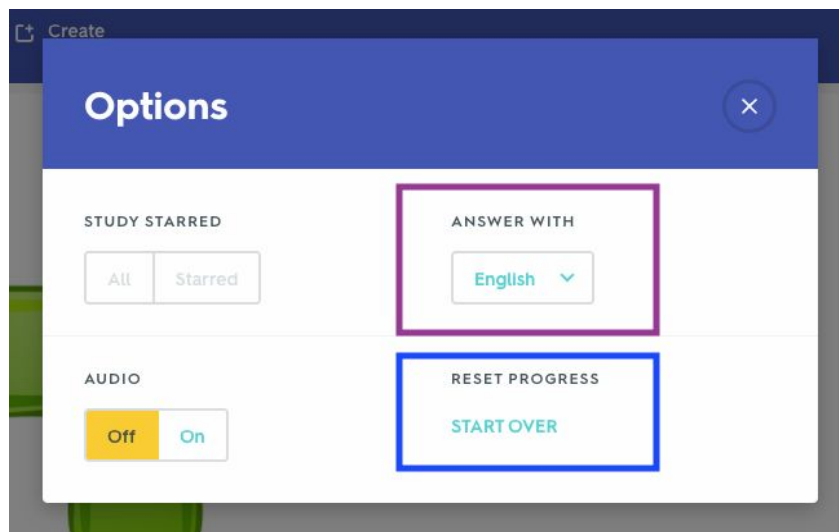 Create
Options
STUDY STARRED
All Starred
ANSWER WITH
English
AUDIO
Off On
RESET PROGRESS
START OVER